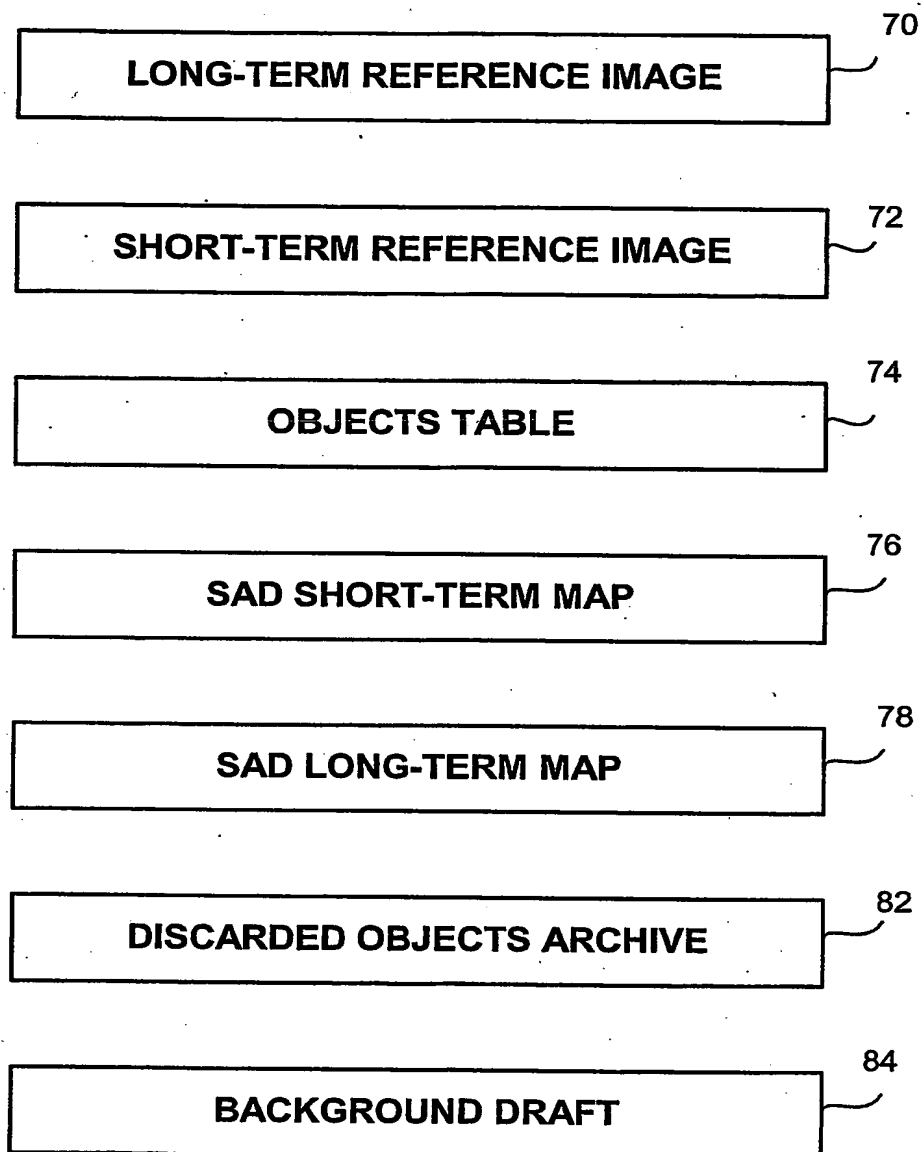 70
LONG-TERM REFERENCE IMAGE
72
SHORT-TERM REFERENCE IMAGE
74
OBJECTS TABLE
76
SAD SHORT-TERM MAP
78
SAD LONG-TERM MAP
82
DISCARDED OBJECTS ARCHIVE
84
BACKGROUND DRAFT